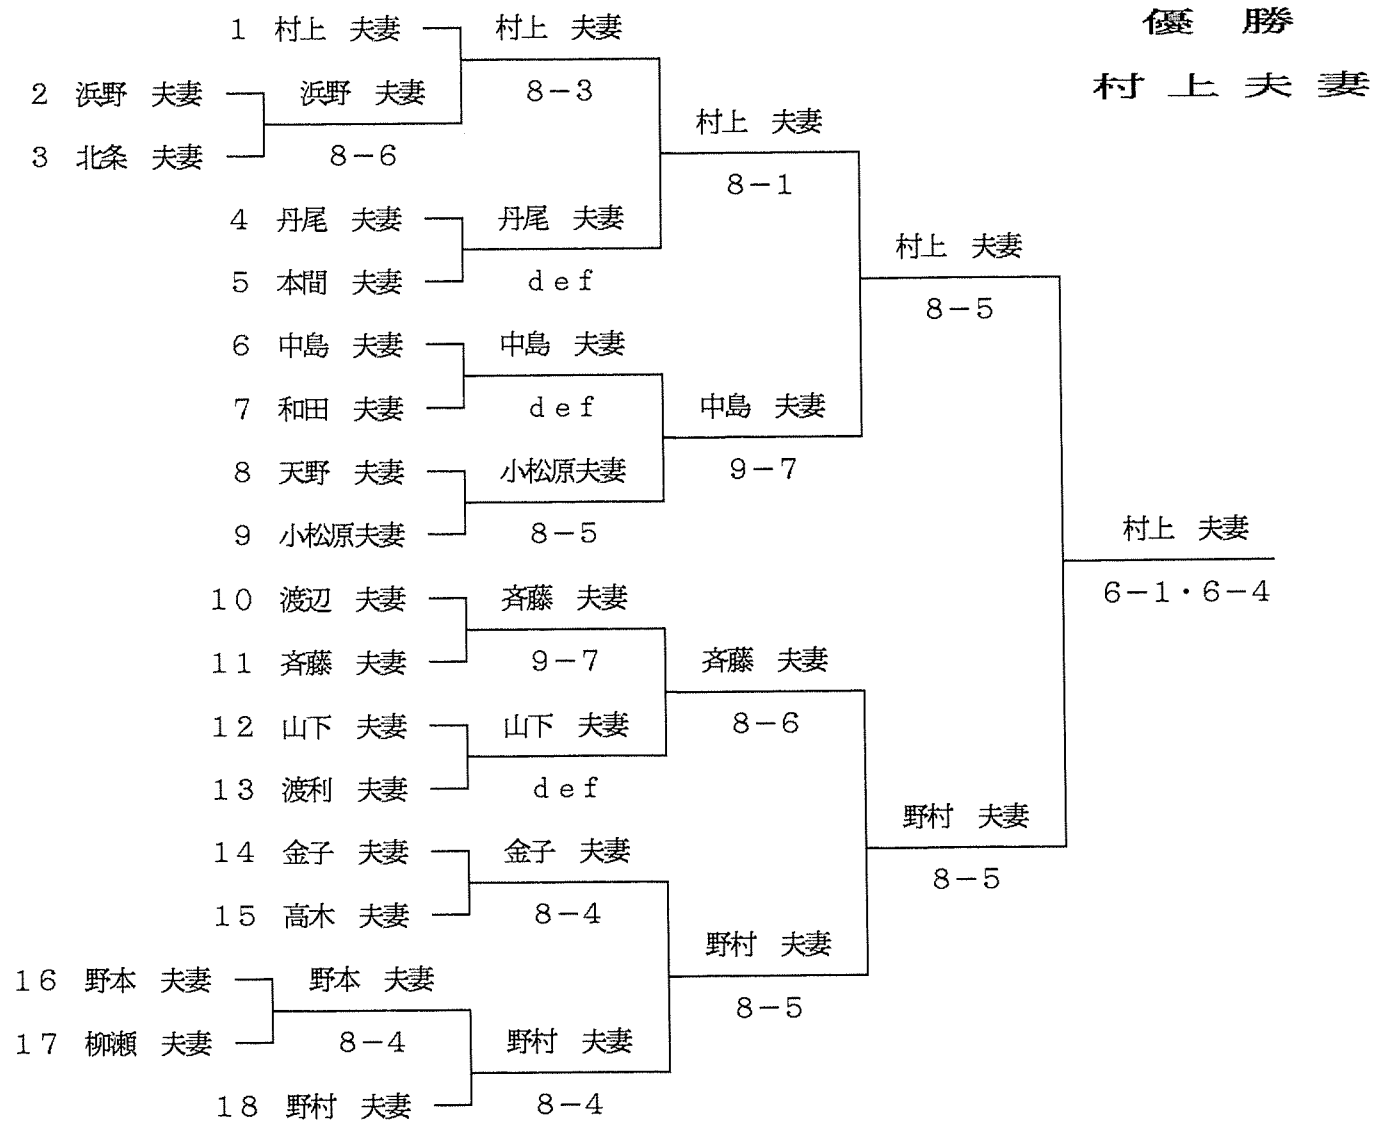 優　勝
村 上 夫 妻
1　村上　夫妻　村上　夫妻
2　浜野　夫妻　浜野　夫妻　8－3
村上　夫妻
3　北条　夫妻　8－6
8－1
4　丹尾　夫妻　丹尾　夫妻
村上　夫妻
5　本間　夫妻　def
8－5
6　中島　夫妻　中島　夫妻
7　和田　夫妻　def　中島　夫妻
8　天野　夫妻　小松原夫妻　9－7
9　小松原夫妻　8－5
村上　夫妻
10　渡辺　夫妻　斉藤　夫妻　6－1・6－4
11　斉藤　夫妻　9－7　斉藤　夫妻
12　山下　夫妻　山下　夫妻　8－6
13　渡利　夫妻　def
野村　夫妻
14　金子　夫妻　金子　夫妻
8－5
15　高木　夫妻　8－4
野村　夫妻
16　野本　夫妻　野本　夫妻
8－5
17　柳瀬　夫妻　8－4　野村　夫妻
18　野村　夫妻　8－4